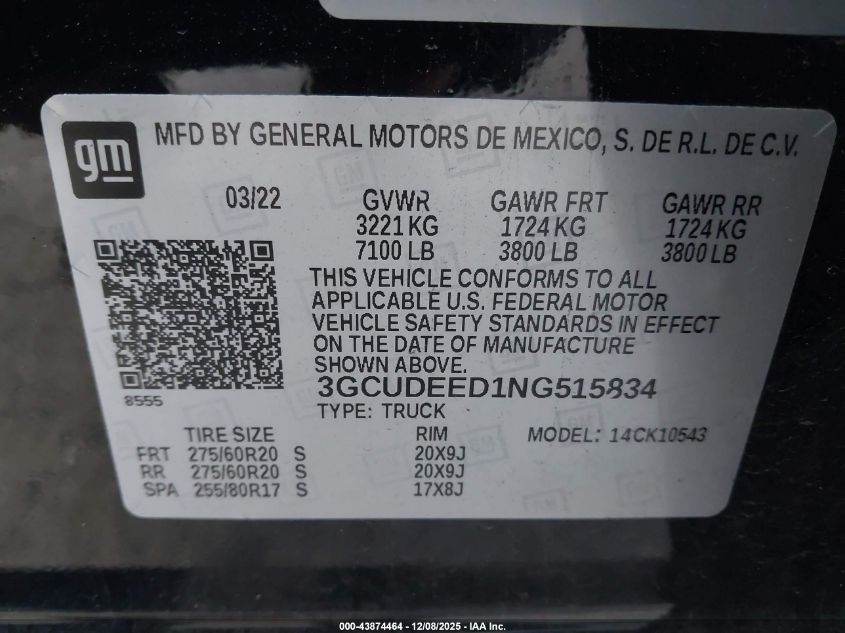 gm
MFD BY GENERAL MOTORS DE MEXICO, S. DE R.L. DE C.V.
03/22 GVWR GAWR FRT GAWR RR
3221 KG 1724 KG 1724 KG
7100 LB 3800 LB 3800 LB
THIS VEHICLE CONFORMS TO ALL
APPLICABLE U.S. FEDERAL MOTOR
VEHICLE SAFETY STANDARDS IN EFFECT
ON THE DATE OF MANUFACTURE
SHOWN ABOVE.
8555
3GCUDEED1NG515834
TYPE: TRUCK
TIRE SIZE RIM MODEL: 14CK10543
FRT 275/60R20 S 20X9J
RR 275/60R20 S 20X9J
SPA 255/80R17 S 17X8J
000-43874464 - 12/08/2025 - IAA Inc.